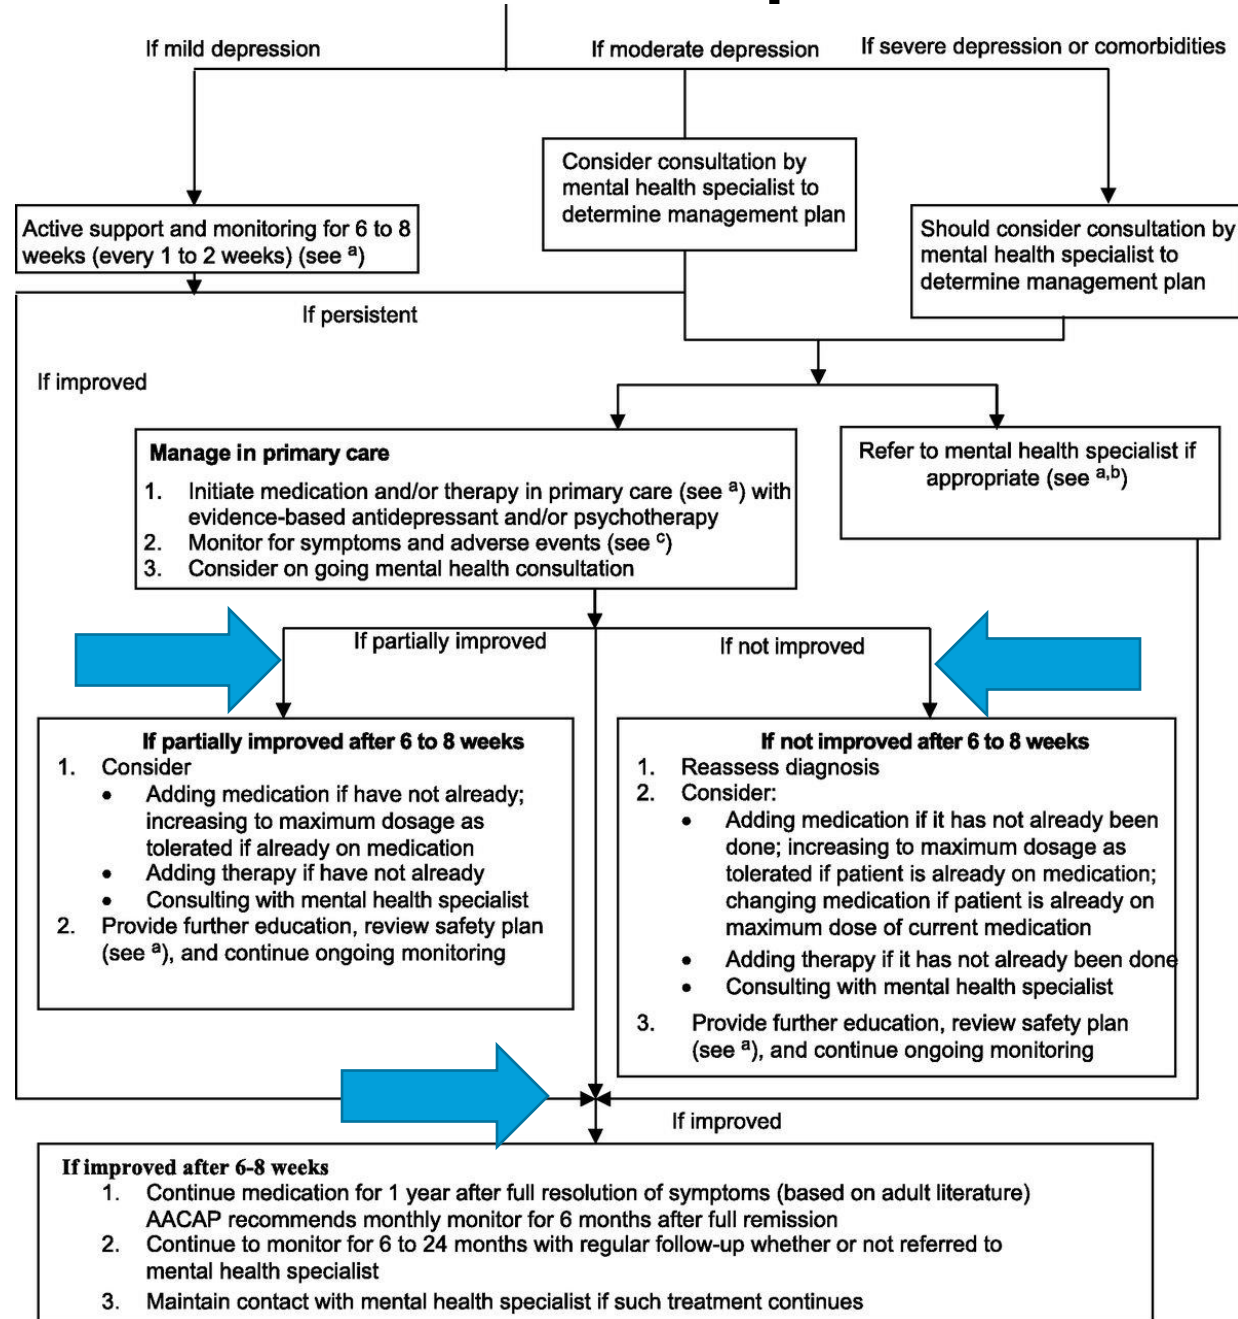 If mild depression
If moderate depression
If severe depression or comorbidities
Consider consultation by
mental health specialist to
determine management plan
Active support and monitoring for 6 to 8
weeks (every 1 to 2 weeks) (see a)
Should consider consultation by
mental health specialist to
determine management plan
If persistent
If improved
Manage in primary care
1. Initiate medication and/or therapy in primary care (see a) with
evidence-based antidepressant and/or psychotherapy
2. Monitor for symptoms and adverse events (see c)
3. Consider on going mental health consultation
Refer to mental health specialist if
appropriate (see a,b)
If partially improved
If not improved
If partially improved after 6 to 8 weeks
1. Consider
• Adding medication if have not already;
increasing to maximum dosage as
tolerated if already on medication
• Adding therapy if have not already
• Consulting with mental health specialist
2. Provide further education, review safety plan
(see a), and continue ongoing monitoring
If not improved after 6 to 8 weeks
1. Reassess diagnosis
2. Consider:
• Adding medication if it has not already been
done; increasing to maximum dosage as
tolerated if patient is already on medication;
changing medication if patient is already on
maximum dose of current medication
• Adding therapy if it has not already been done
• Consulting with mental health specialist
3. Provide further education, review safety plan
(see a), and continue ongoing monitoring
If improved
If improved after 6-8 weeks
1. Continue medication for 1 year after full resolution of symptoms (based on adult literature)
AACAP recommends monthly monitor for 6 months after full remission
2. Continue to monitor for 6 to 24 months with regular follow-up whether or not referred to
mental health specialist
3. Maintain contact with mental health specialist if such treatment continues